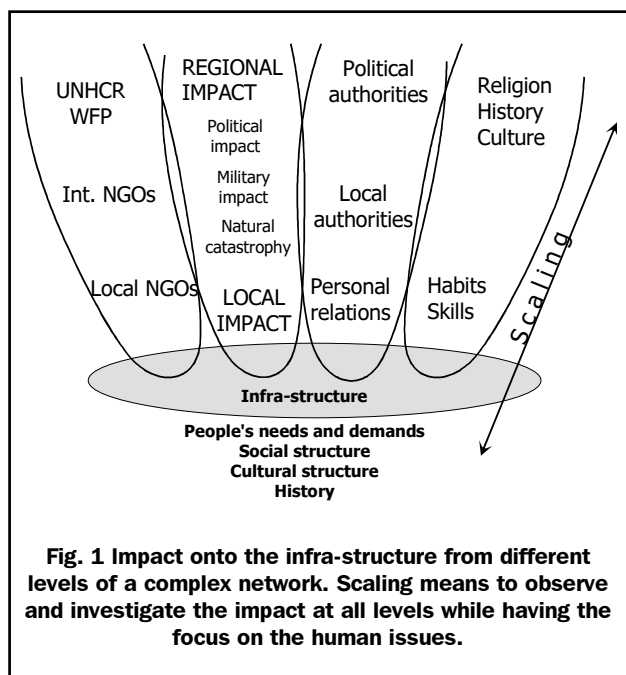 UNHCR
WFP
Int. NGOs
Local NGOs
REGIONAL
IMPACT
Political
impact
Military
impact
Natural
catastrophy
LOCAL
IMPACT
Political
authorities
Local
authorities
Personal
relations
Religion
History
Culture
Habits
Skills
Scaling
Infra-structure
People's needs and demands
Social structure
Cultural structure
History
Fig. 1 Impact onto the infra-structure from different
levels of a complex network. Scaling means to observe
and investigate the impact at all levels while having the
focus on the human issues.